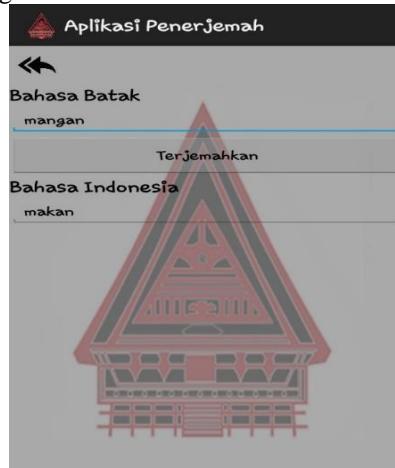 Aplikasi Penerjemah
Bahasa Batak
mangan
Terjemahkan
Bahasa Indonesia
makan